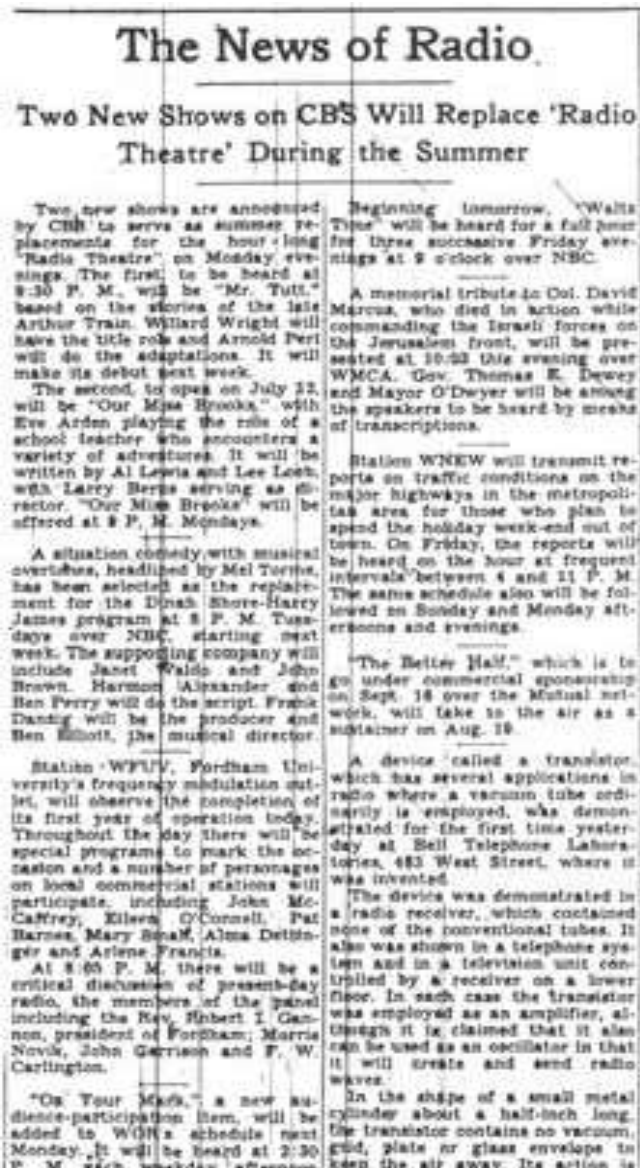 The News of Radio
Two New Shows on CBS Will Replace 'Radio
Theatre' During the Summer
Two new shows are announced
by CBS to serve as summer re-
placements for the hour-long
"Radio Theatre" on Monday eve-
nings. The first, to be heard at
8:30 P. M., will be "Mr. Tutt,"
based on the stories of the late
Arthur Train. Willard Wright will
have the title role and Arnold Perl
will do the adaptations. It will
make its debut next week.
The second, to open on July
will be "Our Miss Brooks," with
Eve Arden playing the role of a
school teacher who encounters a
variety of adventures. It will be
written by Al Lewis and Lee Loeb,
with Larry Berns serving as di-
rector. "Our Miss Brooks" will be
offered at P. M. Mondays.
A situation comedy with musical
overtones, headlined by Mel Torme,
has been selected as the replace-
ment for the Dinah Shore-Harry
James program at 8 P. M. Tues-
days over NBC, starting next
week. The supporting company will
include Janet Waldo and John
Brown. Harmon Alexander and
Ben Perry will do the script. Frank
Danzig will be the producer and
Ben Elliott, the musical director.
Station WFUV, Fordham Uni-
versity's frequency modulation out-
let, will observe the completion of
its first year of operation today.
Throughout the day there will be
special programs to mark the oc-
casion and a number of personages
on local commercial stations will
participate, including John Mc-
Caffrey, Eileen O'Connell, Pat
Barnes, Mary Small, Alma Dettin-
ger and Arlene Francis.
At P. M. there will be a
critical discussion of present-day
radio, the members of the panel
including the Rev. Robert I. Gan-
non, president of Fordham; Morris
Novik, John Garrison and F. W.
Carlington.
"On Your Mark," a new au-
dience-participation item, will be
added to WOR's schedule next
Monday. It will be heard at 2:30
P. M. each weekday afternoon
Beginning tomorrow, "Waltz
Time" will be heard for a full hour
for three successive Friday eve-
nings at 9 o'clock over NBC.
A memorial tribute to Col. David
Marcus, who died in action while
commanding the Israeli forces on
the Jerusalem front, will be pre-
sented at this evening over
WMCA. Gov. Thomas E. Dewey
and Mayor O'Dwyer will be among
the speakers to be heard by means
of transcriptions.
Station WNEW will transmit re-
ports on traffic conditions on the
major highways in the metropoli-
tan area for those who plan to
spend the holiday week-end out of
town. On Friday, the reports will
be heard on the hour at frequent
intervals between 4 and 11 P. M.
The same schedule also will be fol-
lowed on Sunday and Monday aft-
ernoons and evenings.
"The Better Half," which is to
go under commercial sponsorship
on Sept. 16 over the Mutual net-
work, will take to the air as a
sustainer on Aug. 19.
A device called a transistor,
which has several applications in
radio where a vacuum tube ordi-
narily is employed, was demon-
strated for the first time yester-
day at Bell Telephone Labora-
tories, 463 West Street, where it
was invented.
The device was demonstrated in
a radio receiver, which contained
none of the conventional tubes. It
also was shown in a telephone sys-
tem and in a television unit con-
trolled by a receiver on a lower
floor. In each case the transistor
was employed as an amplifier, al-
though it is claimed that it also
can be used as an oscillator in that
it will create and send radio
waves.
In the shape of a small metal
cylinder about a half-inch long,
the transistor contains no vacuum,
grid, plate or glass envelope to
keep the air away. Its